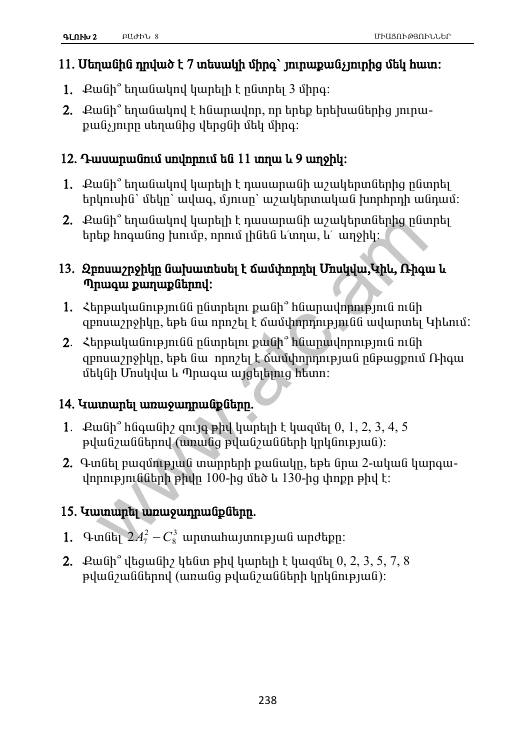 ԳԼՈՒԽ 2 ԲԱԺԻՆ 8 ՄԻԱՑՈՒԹՅՈՒՆՆԵՐ
11. Սեղանին դրված է 7 տեսակի միրգ՝ յուրաքանչյուրից մեկ հատ:
1. Քանի՞ եղանակով կարելի է ընտրել 3 միրգ:
2. Քանի՞ եղանակով է հնարավոր, որ երեք երեխաներից յուրա-
քանչյուրը սեղանից վերցնի մեկ միրգ:
12. Դասարանում սովորում են 11 տղա և 9 աղջիկ:
1. Քանի՞ եղանակով կարելի է դասարանի աշակերտներից ընտրել
երկուսին՝ մեկը՝ ավագ, մյուսը՝ աշակերտական խորհրդի անդամ:
2. Քանի՞ եղանակով կարելի է դասարանի աշակերտներից ընտրել
երեք հոգանոց խումբ, որում լինեն և՛տղա, և՛ աղջիկ:
13. Զբոսաշրջիկը նախատեսել է ճամփորդել Մոսկվա,Կիև, Ռիգա և
Պրագա քաղաքներով:
1. Հերթականությունն ընտրելու քանի՞ հնարավորություն ունի
զբոսաշրջիկը, եթե նա որոշել է ճամփորդությունն ավարտել Կիևում:
2. Հերթականությունն ընտրելու քանի՞ հնարավորություն ունի
զբոսաշրջիկը, եթե նա որոշել է ճամփորդության ընթացքում Ռիգա
մեկնի Մոսկվա և Պրագա այցելելուց հետո:
14. Կատարել առաջադրանքները.
1. Քանի՞ հնգանիշ զույգ թիվ կարելի է կազմել 0, 1, 2, 3, 4, 5
թվանշաններով (առանց թվանշանների կրկնության):
2. Գտնել բազմության տարրերի քանակը, եթե նրա 2-ական կարգա-
վորությունների թիվը 100-ից մեծ և 130-ից փոքր թիվ է:
15. Կատարել առաջադրանքները.
1. Գտնել 2A₇² − C₈³ արտահայտության արժեքը:
2. Քանի՞ վեցանիշ կենտ թիվ կարելի է կազմել 0, 2, 3, 5, 7, 8
թվանշաններով (առանց թվանշանների կրկնության):
www.atc.am
238